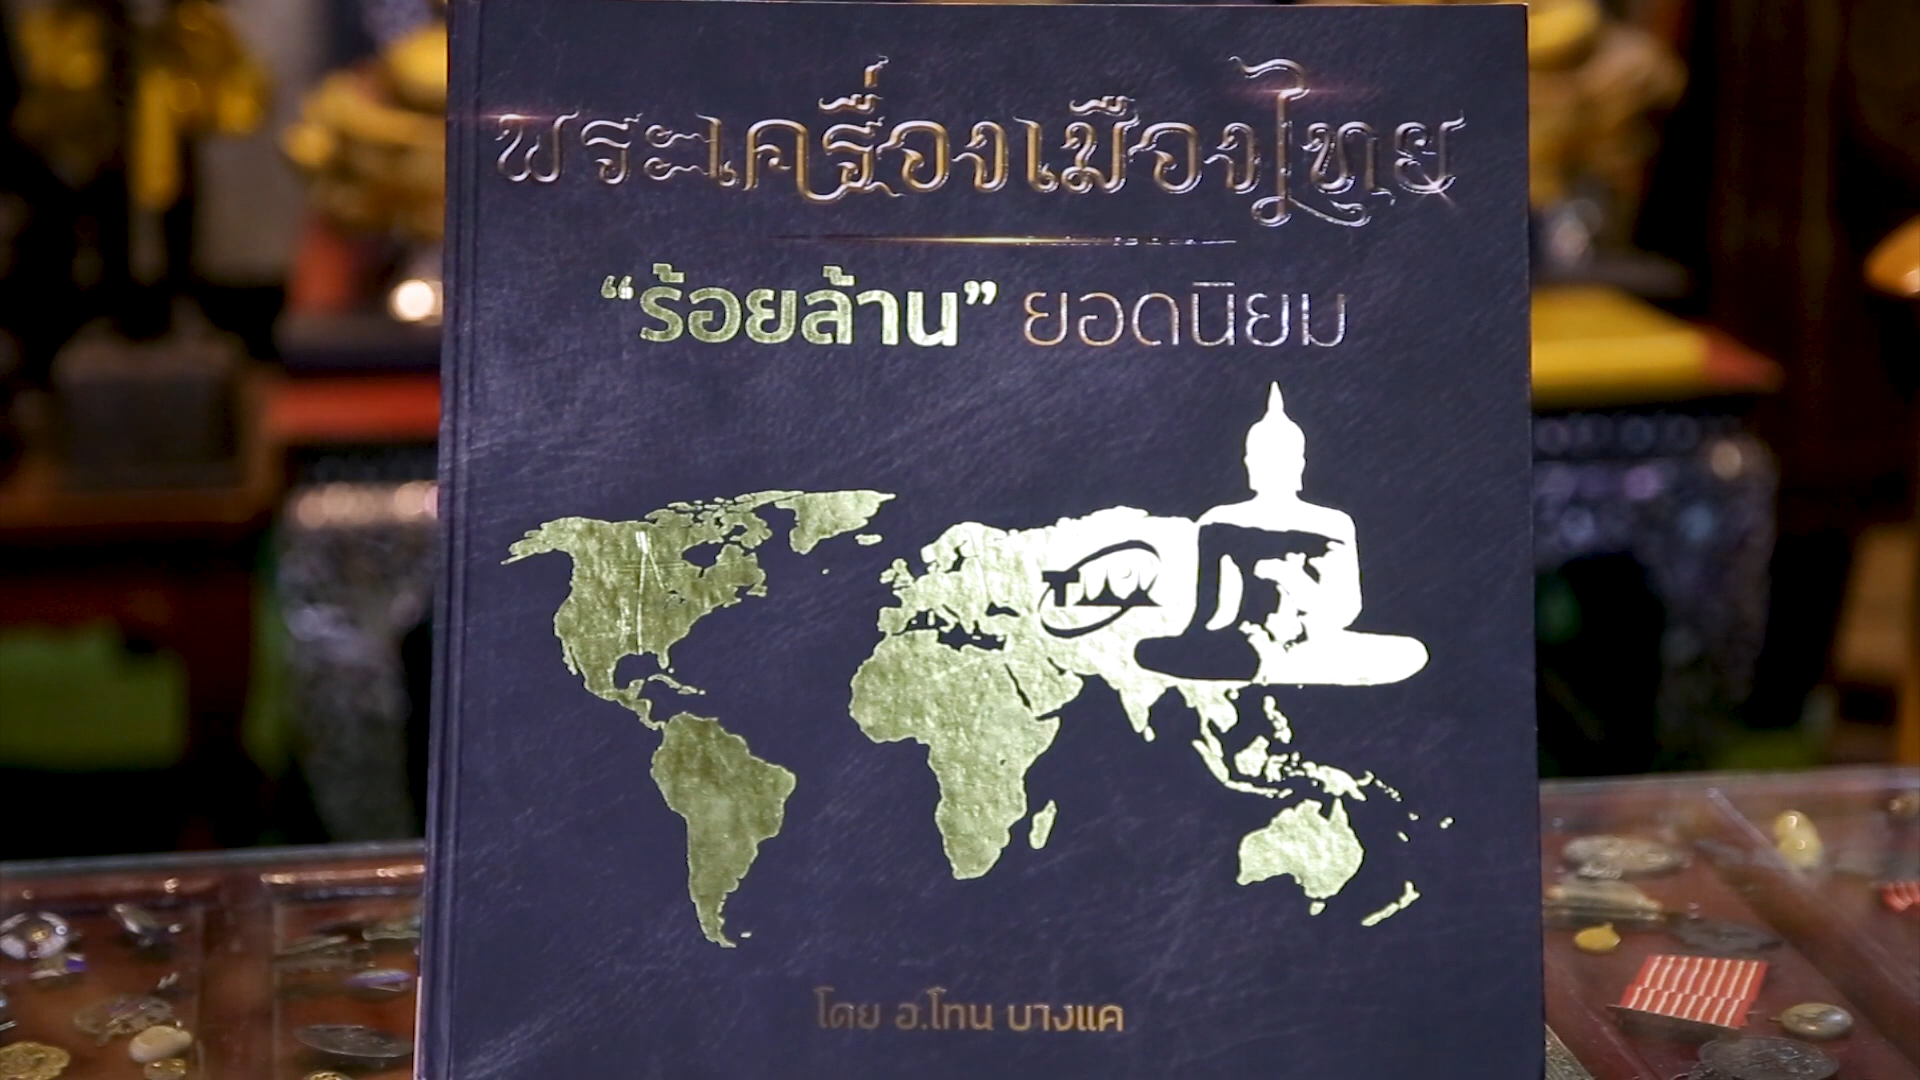 พระเครื่องเมืองไทย
“ร้อยล้าน” ยอดนิยม
โดย อ.โทน บางแค